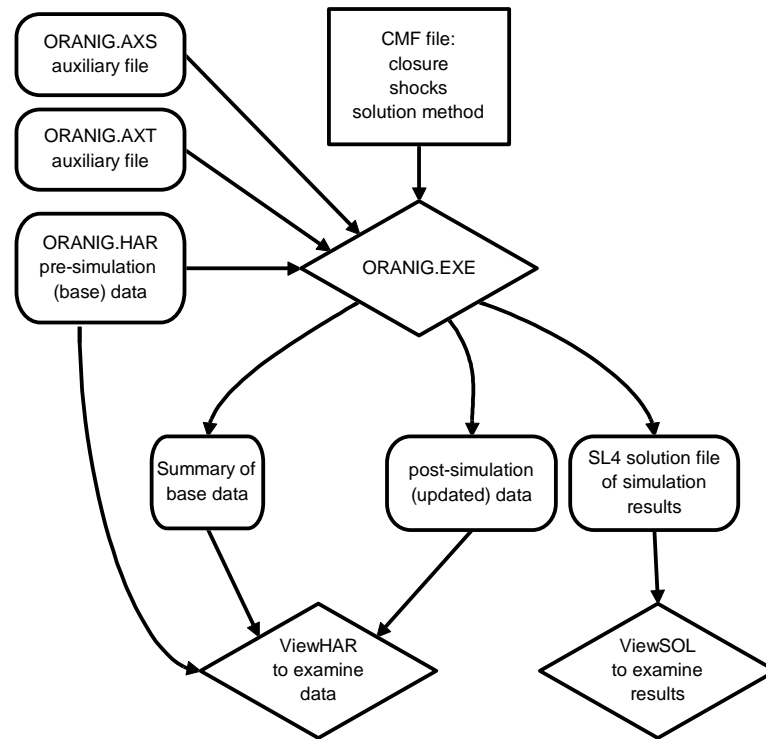 ORANIG.AXS
auxiliary file
CMF file:
closure
shocks
solution method
ORANIG.AXT
auxiliary file
ORANIG.HAR
pre-simulation
(base) data
ORANIG.EXE
Summary of
base data
post-simulation
(updated) data
SL4 solution file
of simulation
results
ViewHAR
to examine
data
ViewSOL
to examine
results